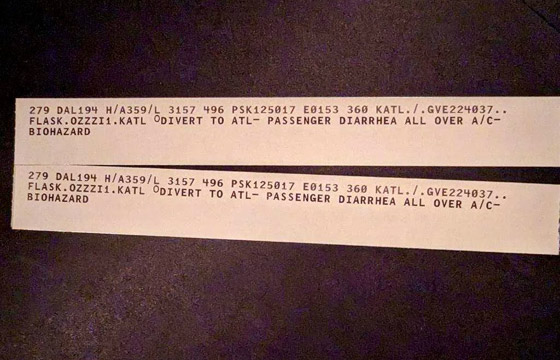 279 DAL194 H/A359/L 3157 496 PSK125017 E0153 360 KATL./.GVE224037..
FLASK.OZZZI1.KATL ○DIVERT TO ATL— PASSENGER DIARRHEA ALL OVER A/C—
BIOHAZARD
279 DAL194 H/A359/L 3157 496 PSK125017 E0153 360 KATL./.GVE224037..
FLASK.OZZZI1.KATL ○DIVERT TO ATL— PASSENGER DIARRHEA ALL OVER A/C—
BIOHAZARD